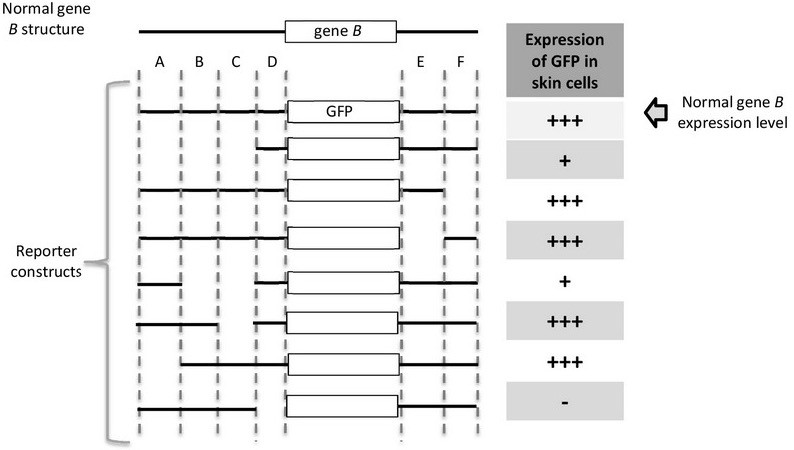 Normal gene
B structure
gene B
Expression
of GFP in
skin cells
A B C D E F
GFP
+++
Normal gene B
expression level
+
+++
+++
Reporter
constructs
+
+++
+++
-